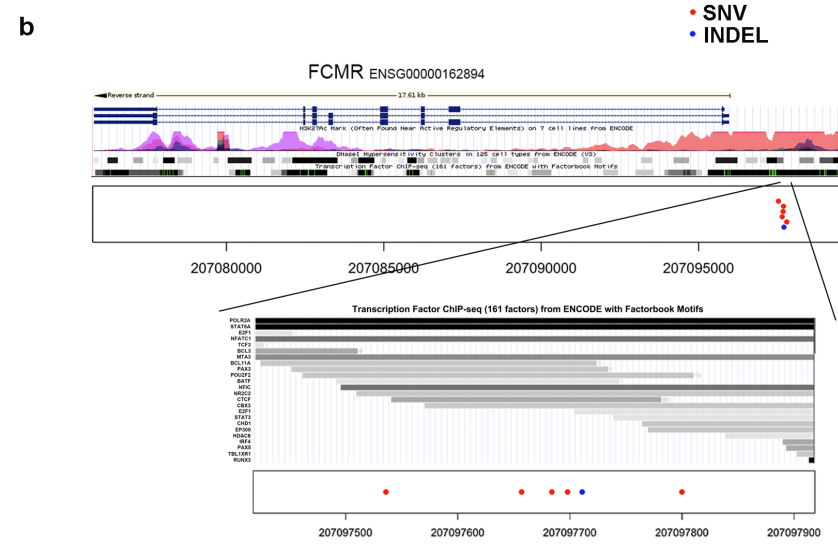 b
SNV
INDEL
FCMR ENSG00000162894
Reverse strand
17.61 kb
H3K27Ac Mark (Often Found Near Active Regulatory Elements) on 7 cell lines from ENCODE
DNaseI Hypersensitivity Clusters in 125 cell types from ENCODE (V3)
Transcription Factor ChIP-seq (161 factors) from ENCODE with Factorbook Motifs
207080000 207085000 207090000 207095000
Transcription Factor ChIP-seq (161 factors) from ENCODE with Factorbook Motifs
POLR2A
STAT5A
E2F1
NFATC1
TCF3
BCL3
MTA3
BCL11A
PAX5
POU2F2
BATF
NFIC
NR2C2
CTCF
CBX3
E2F1
STAT3
CHD1
EP300
HDAC6
IRF4
PAX5
TBL1XR1
RUNX3
207097500 207097600 207097700 207097800 207097900